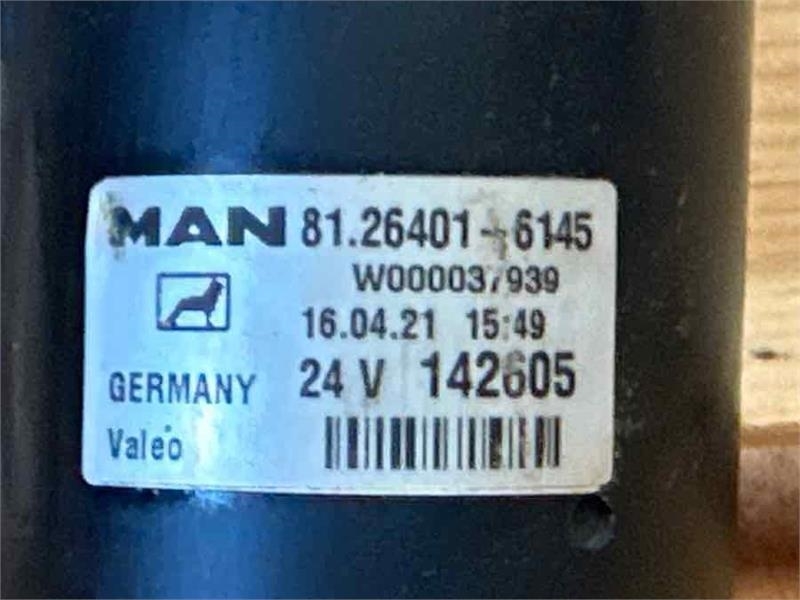 MAN 81.26401-6145
W000037939
16.04.21 15:49
GERMANY 24 V 142605
Valeo